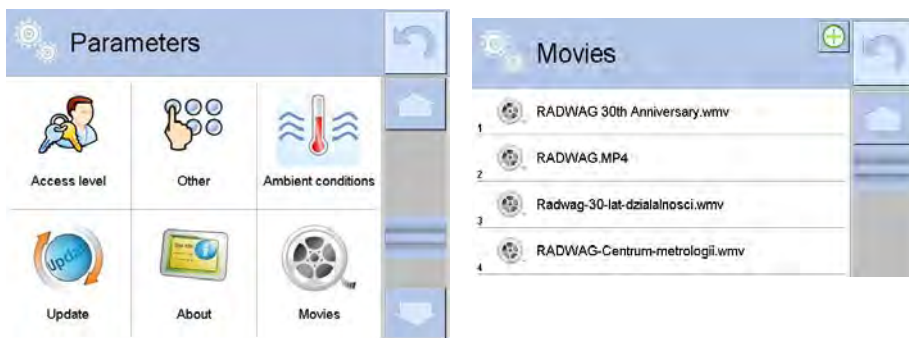 Parameters
Access level
Other
Ambient conditions
Update
Update
About
Movies
Movies
1 RADWAG 30th Anniversary.wmv
2 RADWAG.MP4
3 Radwag-30-lat-dzialalnosci.wmv
4 RADWAG-Centrum-metrologii.wmv